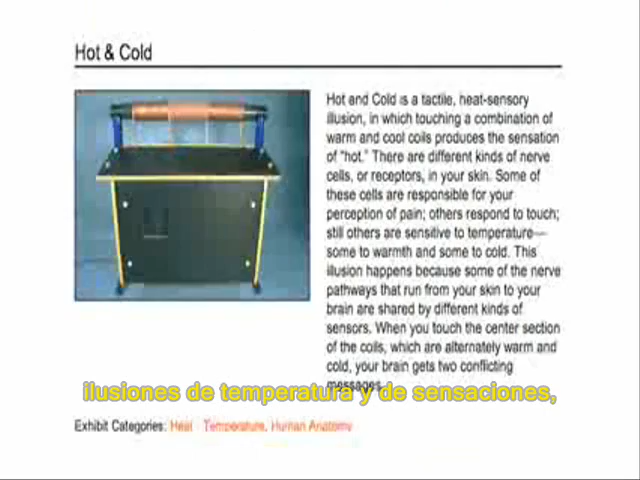 Hot & Cold
Hot and Cold is a tactile, heat-sensory
illusion, in which touching a combination of
warm and cool coils produces the sensation
of "hot." There are different kinds of nerve
cells, or receptors, in your skin. Some of
these cells are responsible for your
perception of pain; others respond to touch;
still others are sensitive to temperature—
some to warmth and some to cold. This
illusion happens because some of the nerve
pathways that run from your skin to your
brain are shared by different kinds of
sensors. When you touch the center section
of the coils, which are alternately warm and
cold, your brain gets two conflicting
messages.
ilusiones de temperatura y de sensaciones,
Exhibit Categories: Heat - Temperature, Human Anatomy